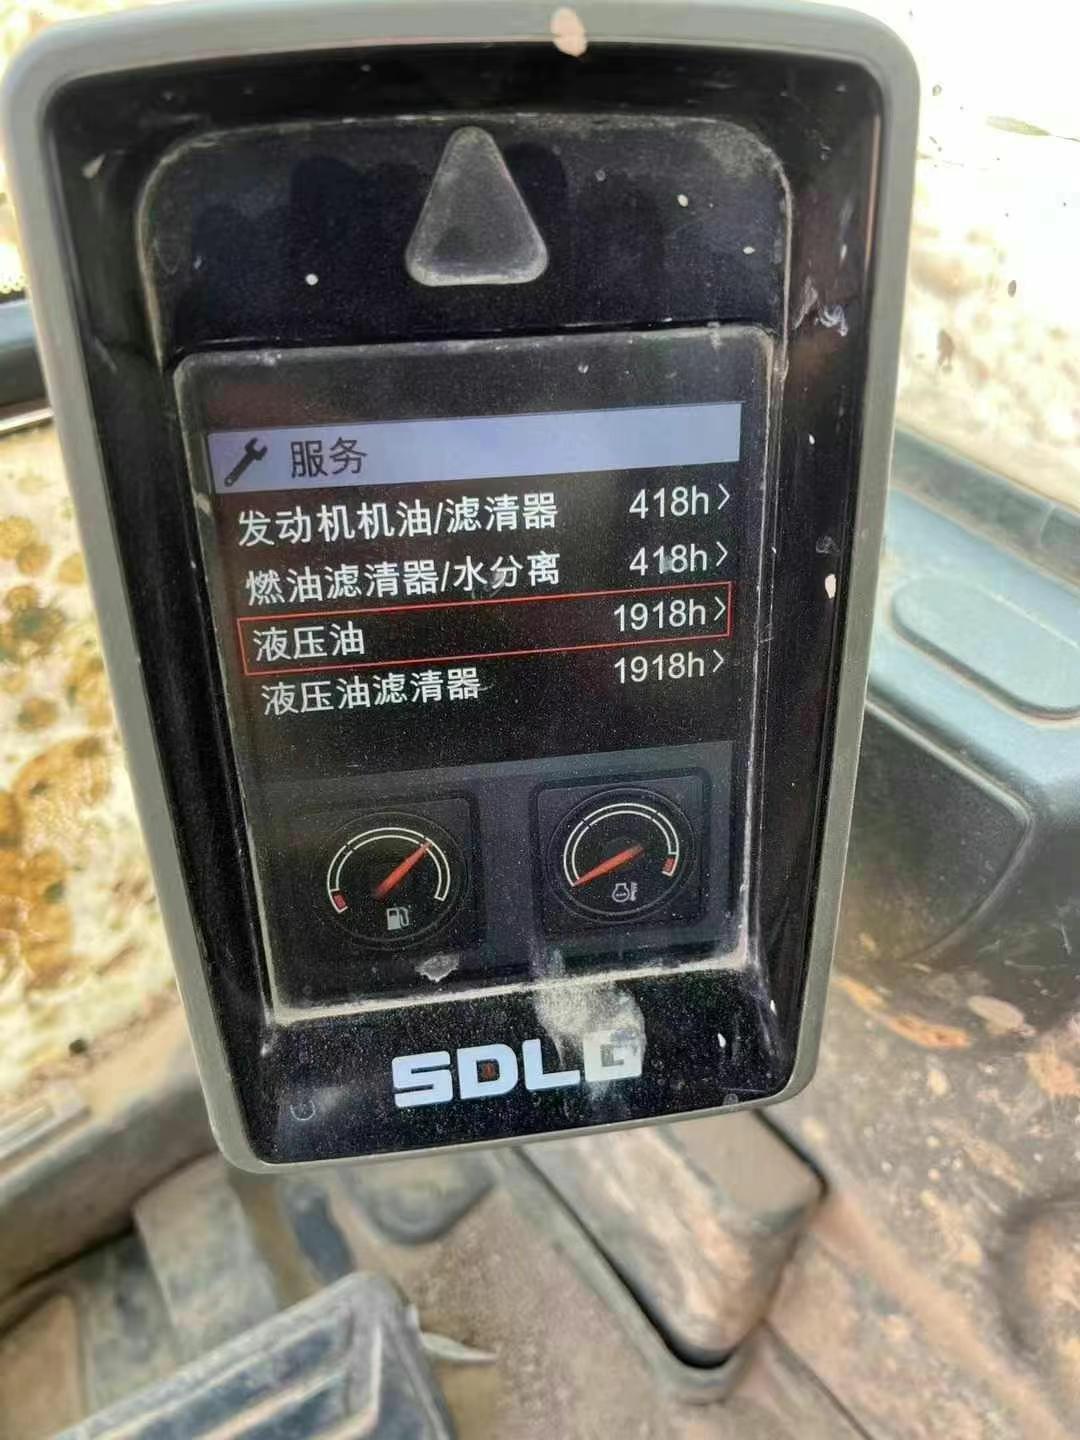 服务
发动机机油/滤清器 418h
燃油滤清器/水分离 418h
液压油 1918h
液压油滤清器 1918h
SDLG